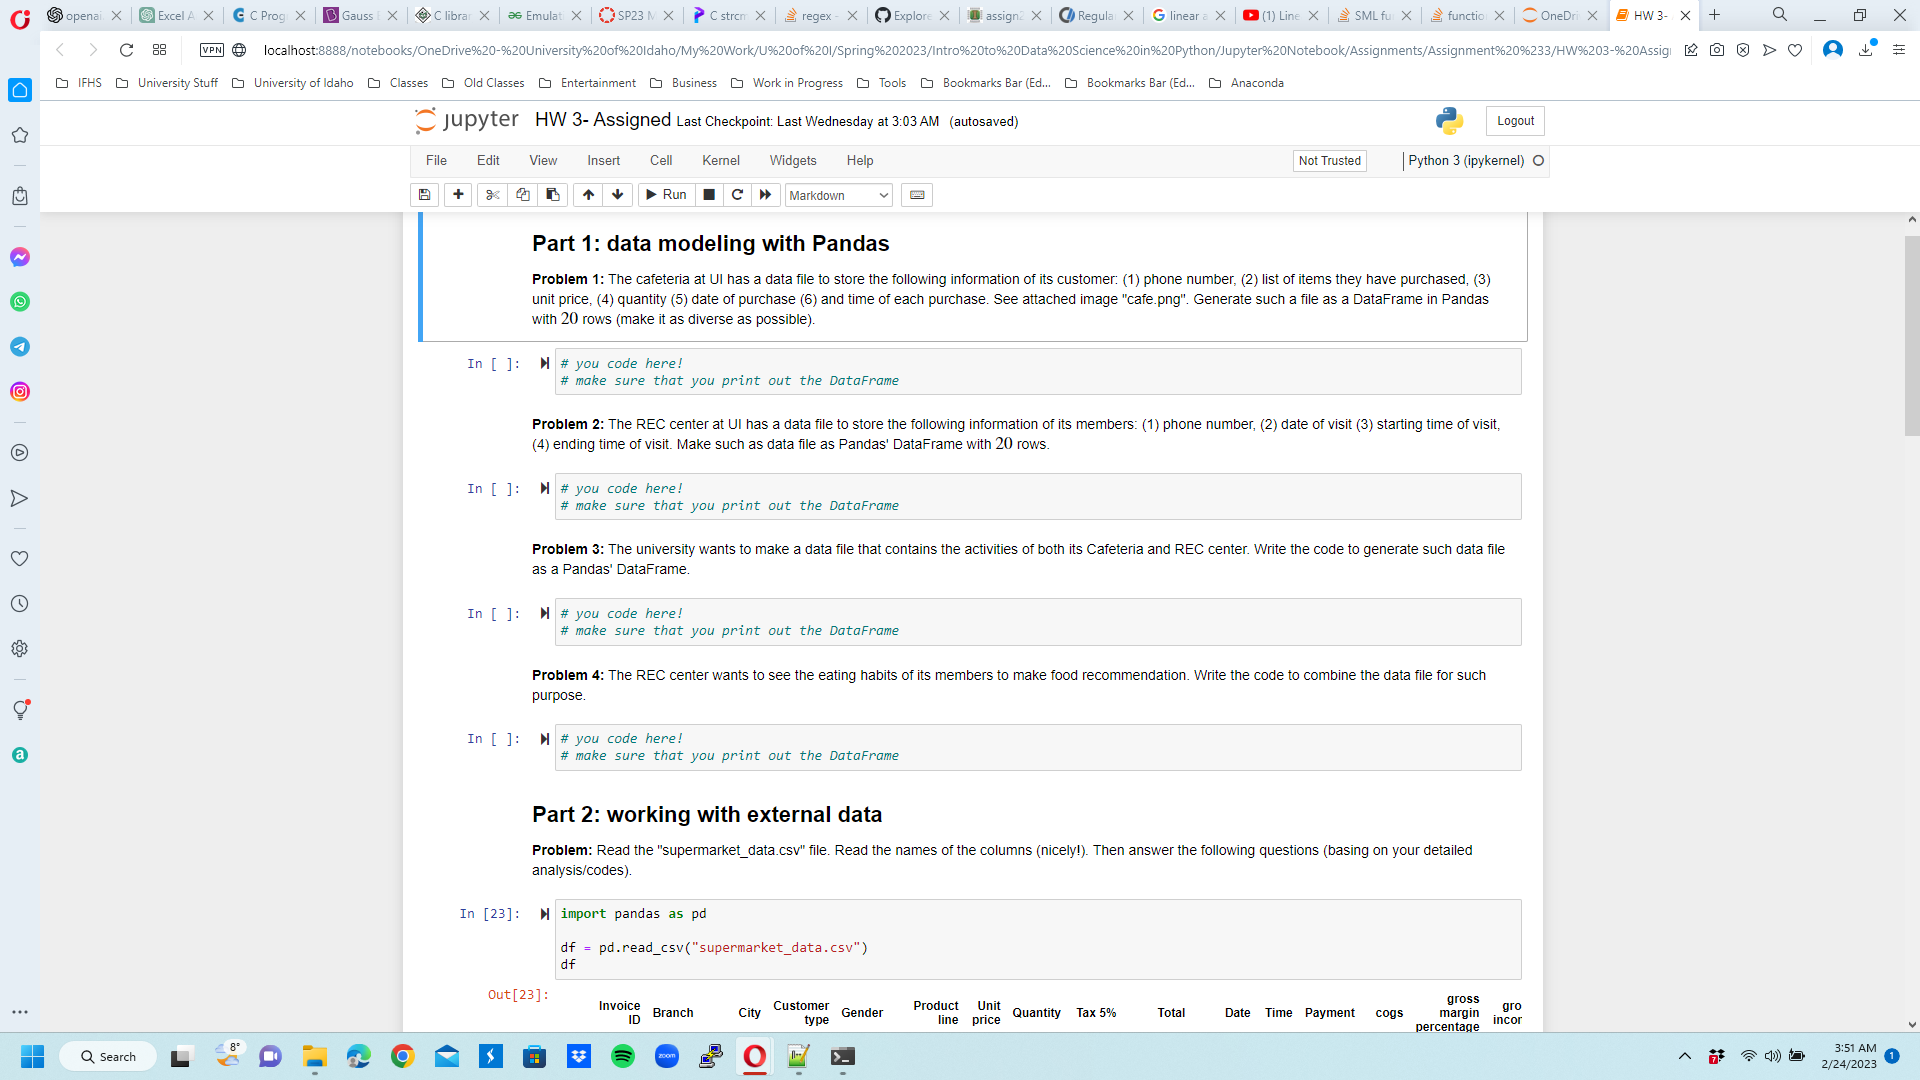 openai
Excel A
C Prog
Gauss
C librar
Emulat
SP23 M
C strcm
regex -
Explore
assign2
Regula
linear a
(1) Line
SML fu
functio
OneDri
HW 3-
VPN
localhost:8888/notebooks/OneDrive%20-%20University%20of%20Idaho/My%20Work/U%20of%20I/Spring%202023/Intro%20to%20Data%20Science%20in%20Python/Jupyter%20Notebook/Assignments/Assignment%20%233/HW%203-%20Assig
IFHS
University Stuff
University of Idaho
Classes
Old Classes
Entertainment
Business
Work in Progress
Tools
Bookmarks Bar (Ed...
Bookmarks Bar (Ed...
Anaconda
jupyter HW 3- Assigned Last Checkpoint: Last Wednesday at 3:03 AM (autosaved)
Logout
File Edit View Insert Cell Kernel Widgets Help
Not Trusted
Python 3 (ipykernel)
Run
Markdown
Part 1: data modeling with Pandas
Problem 1: The cafeteria at UI has a data file to store the following information of its customer: (1) phone number, (2) list of items they have purchased, (3)
unit price, (4) quantity (5) date of purchase (6) and time of each purchase. See attached image "cafe.png". Generate such a file as a DataFrame in Pandas
with 20 rows (make it as diverse as possible).
In [ ]:
# you code here!
# make sure that you print out the DataFrame
Problem 2: The REC center at UI has a data file to store the following information of its members: (1) phone number, (2) date of visit (3) starting time of visit,
(4) ending time of visit. Make such as data file as Pandas' DataFrame with 20 rows.
In [ ]:
# you code here!
# make sure that you print out the DataFrame
Problem 3: The university wants to make a data file that contains the activities of both its Cafeteria and REC center. Write the code to generate such data file
as a Pandas' DataFrame.
In [ ]:
# you code here!
# make sure that you print out the DataFrame
Problem 4: The REC center wants to see the eating habits of its members to make food recommendation. Write the code to combine the data file for such
purpose.
In [ ]:
# you code here!
# make sure that you print out the DataFrame
Part 2: working with external data
Problem: Read the "supermarket_data.csv" file. Read the names of the columns (nicely!). Then answer the following questions (basing on your detailed
analysis/codes).
In [23]:
import pandas as pd
df = pd.read_csv("supermarket_data.csv")
df
Out[23]:
Invoice ID
Branch
City
Customer type
Gender
Product line
Unit price
Quantity
Tax 5%
Total
Date
Time
Payment
cogs
gross margin percentage
gro incor
8°
Search
zoom
3:51 AM
2/24/2023
1